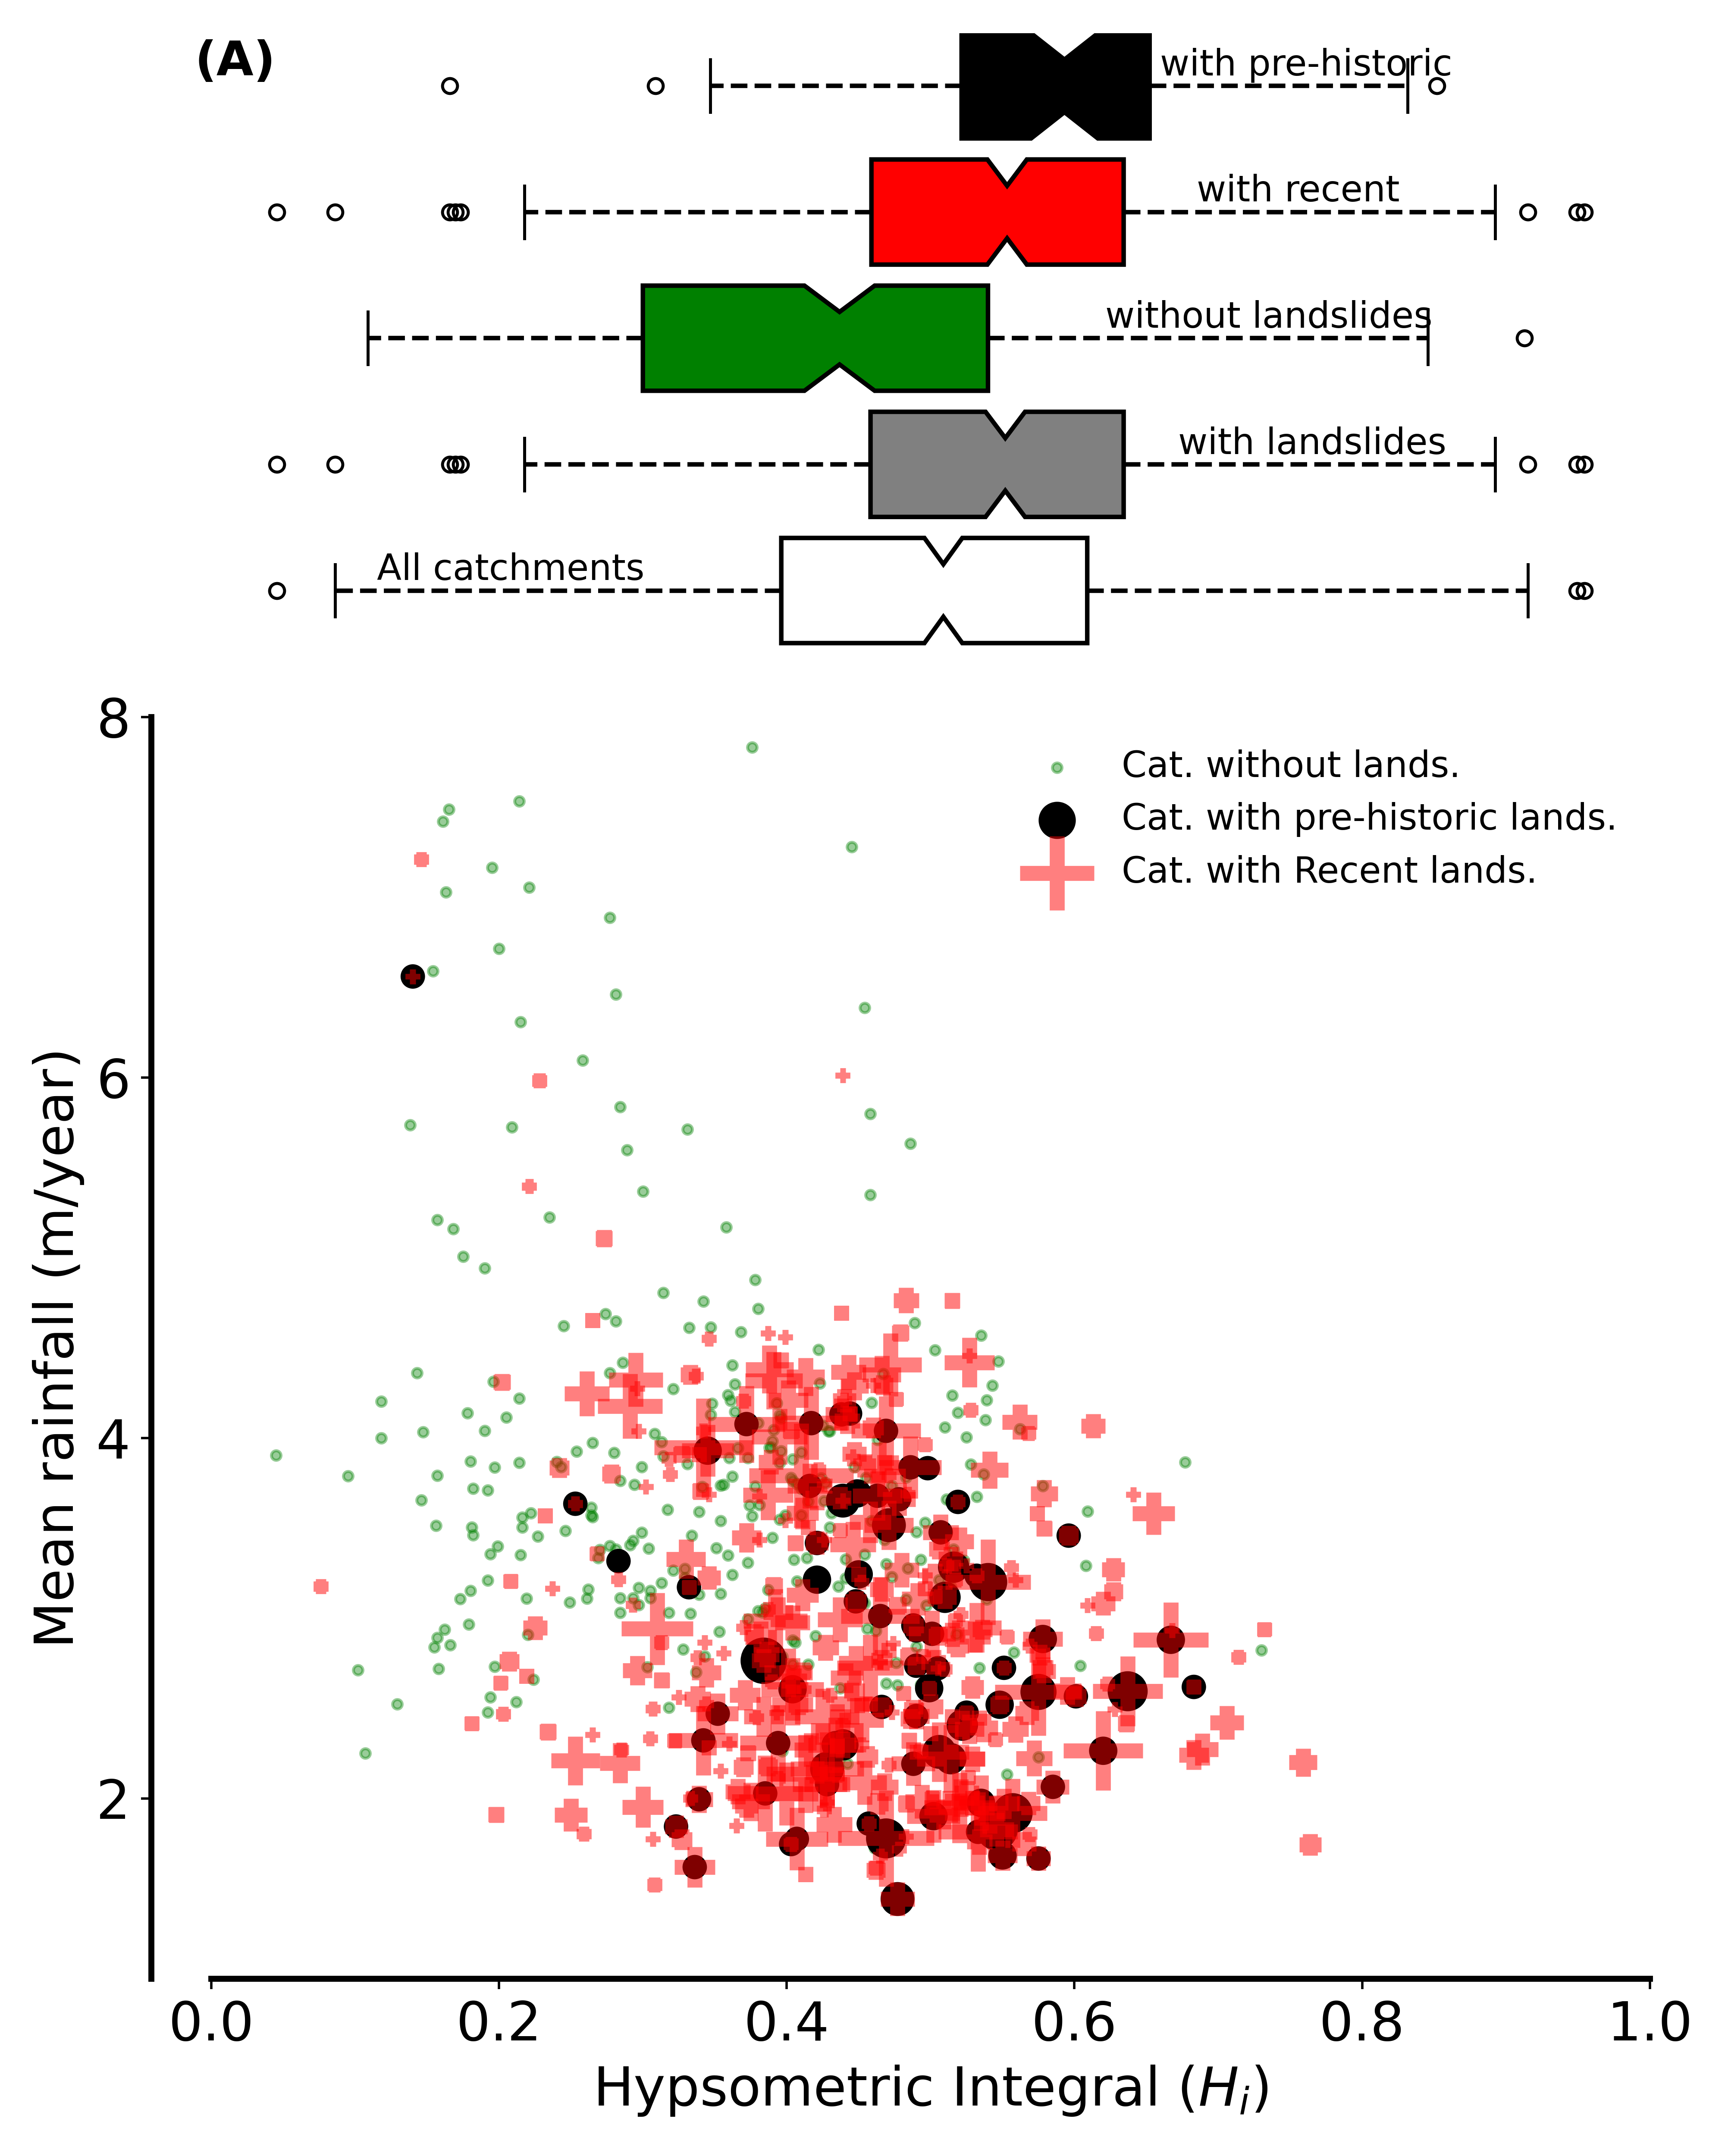 (A)
with pre-historic
with recent
without landslides
with landslides
All catchments
8
Cat. without lands.
Cat. with pre-historic lands.
Cat. with Recent lands.
6
Mean rainfall (m/year)
4
2
0.0 0.2 0.4 0.6 0.8 1.0
Hypsometric Integral (H_i)